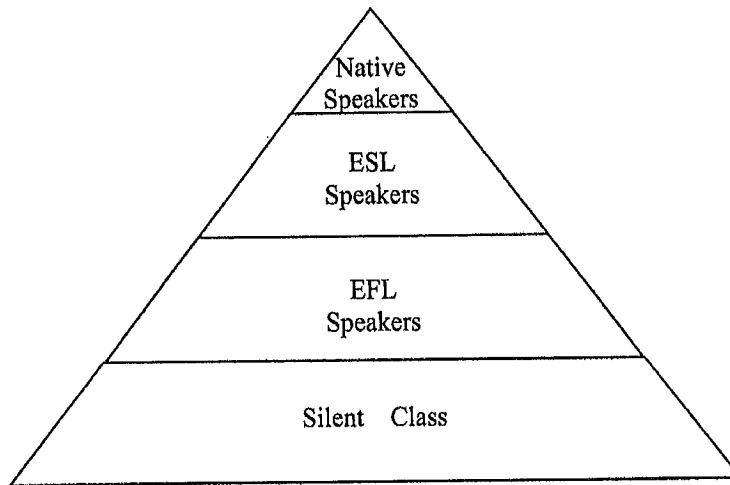 Native
Speakers
ESL
Speakers
EFL
Speakers
Silent Class